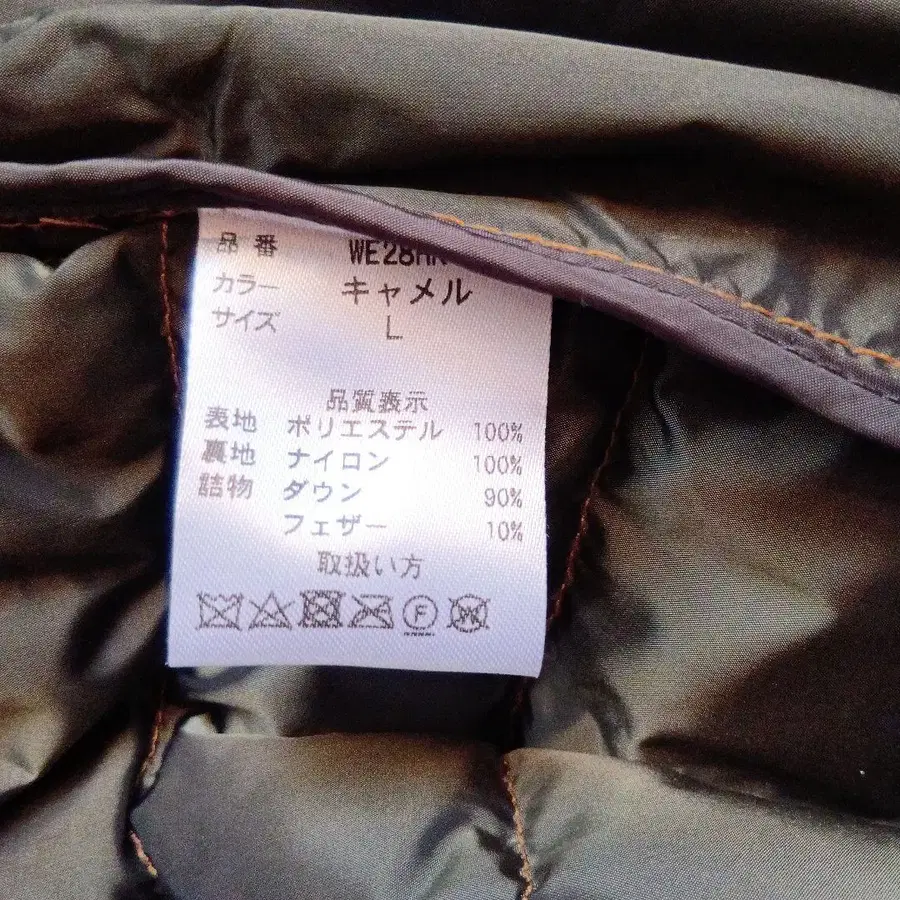 品番
カラー キャメル
サイズ L
品質表示
表地 ポリエステル 100%
裏地 ナイロン 100%
詰物 ダウン 90%
フェザー 10%
取扱い方
F